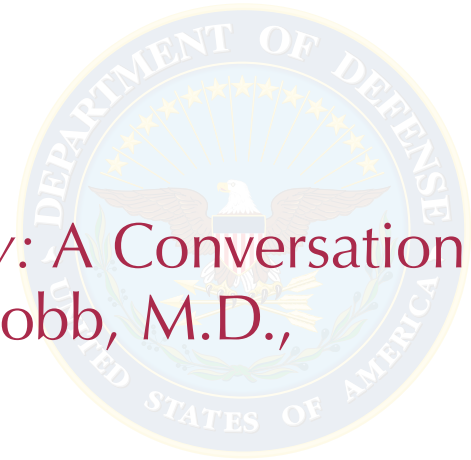 DEPARTMENT OF DEFENSE
: A Conversation
obb, M.D.,
UNITED STATES OF AMERICA